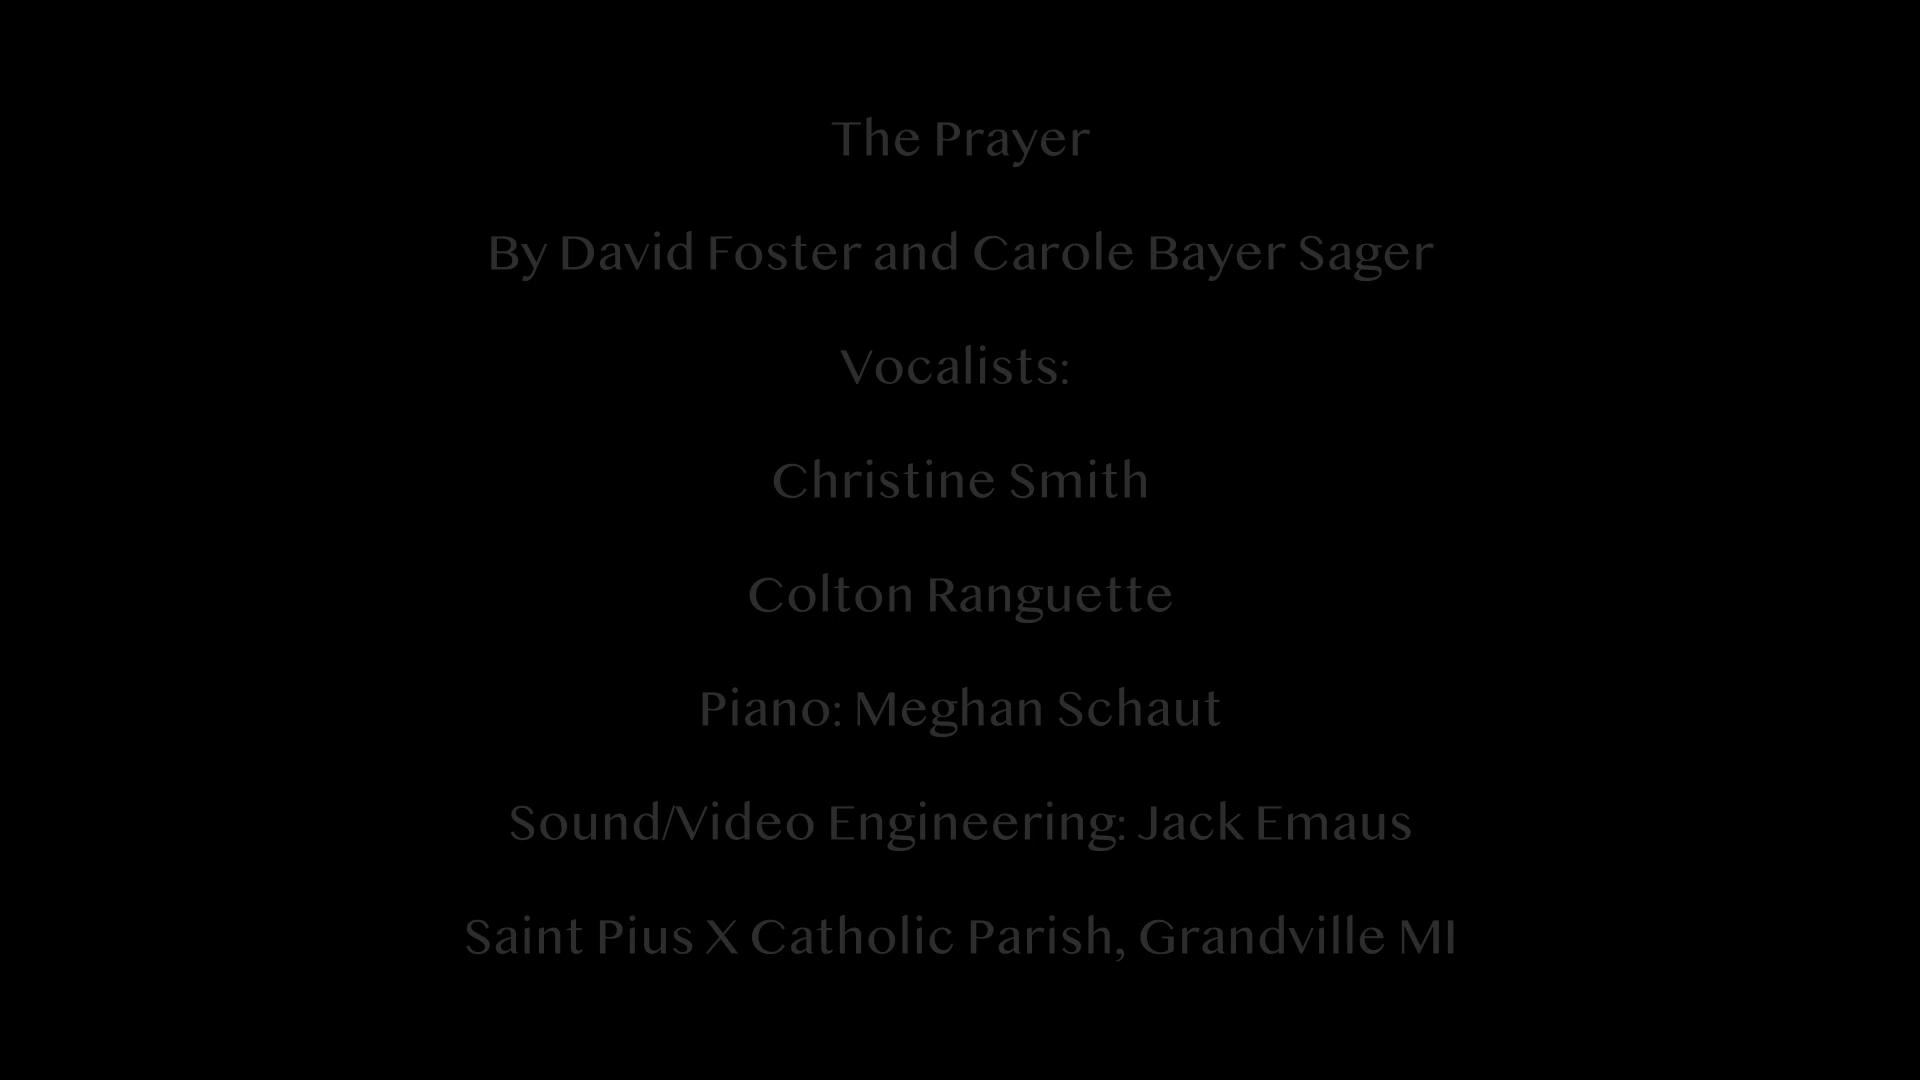 The Prayer
By David Foster and Carole Bayer Sager
Vocalists:
Christine Smith
Colton Ranguette
Piano: Meghan Schaut
Sound/Video Engineering: Jack Emaus
Saint Pius X Catholic Parish, Grandville MI